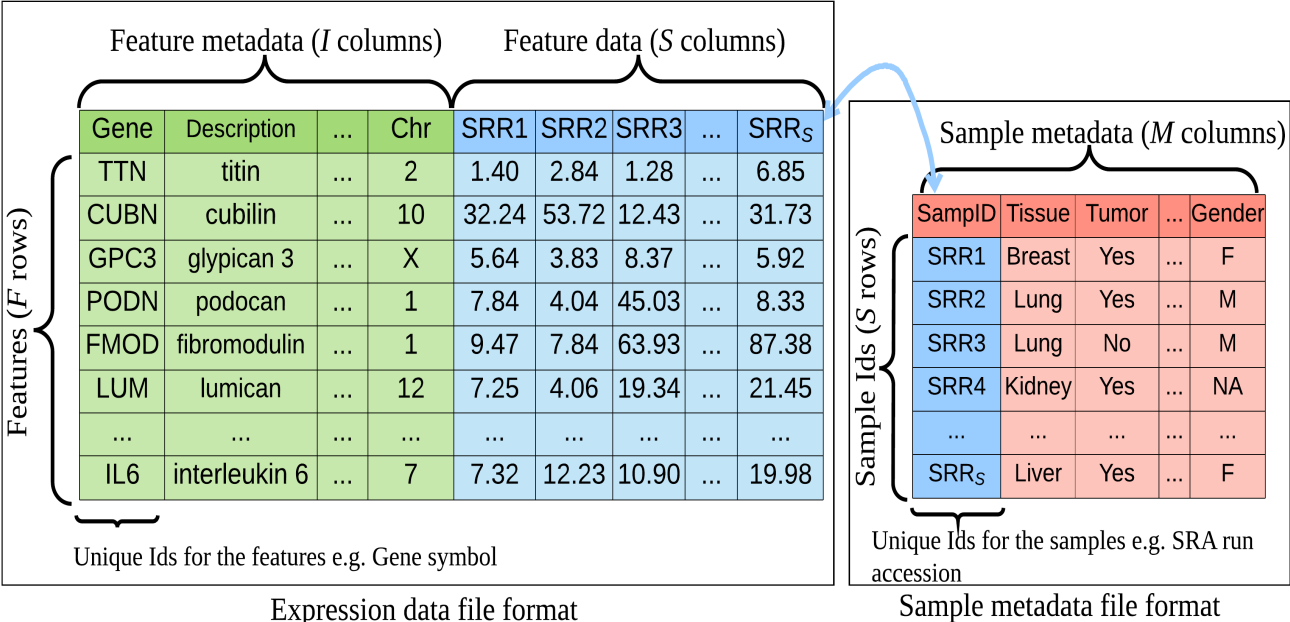 Feature metadata (I columns) Feature data (S columns)
Gene Description ... Chr SRR1 SRR2 SRR3 ... SRRS
TTN titin ... 2 1.40 2.84 1.28 ... 6.85
CUBN cubilin ... 10 32.24 53.72 12.43 ... 31.73
GPC3 glypican 3 ... X 5.64 3.83 8.37 ... 5.92
PODN podocan ... 1 7.84 4.04 45.03 ... 8.33
FMOD fibromodulin ... 1 9.47 7.84 63.93 ... 87.38
LUM lumican ... 12 7.25 4.06 19.34 ... 21.45
... ... ... ... ... ... ... ... ...
IL6 interleukin 6 ... 7 7.32 12.23 10.90 ... 19.98
Features (F rows)
Unique Ids for the features e.g. Gene symbol
Expression data file format
Sample metadata (M columns)
SampID Tissue Tumor ... Gender
SRR1 Breast Yes ... F
SRR2 Lung Yes ... M
SRR3 Lung No ... M
SRR4 Kidney Yes ... NA
... ... ... ... ...
SRRS Liver Yes ... F
Sample Ids (S rows)
Unique Ids for the samples e.g. SRA run
accession
Sample metadata file format